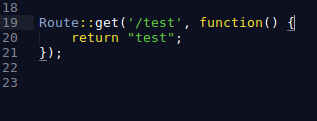 18
19 Route::get('/test', function() {
20     return "test";
21 });
22
23